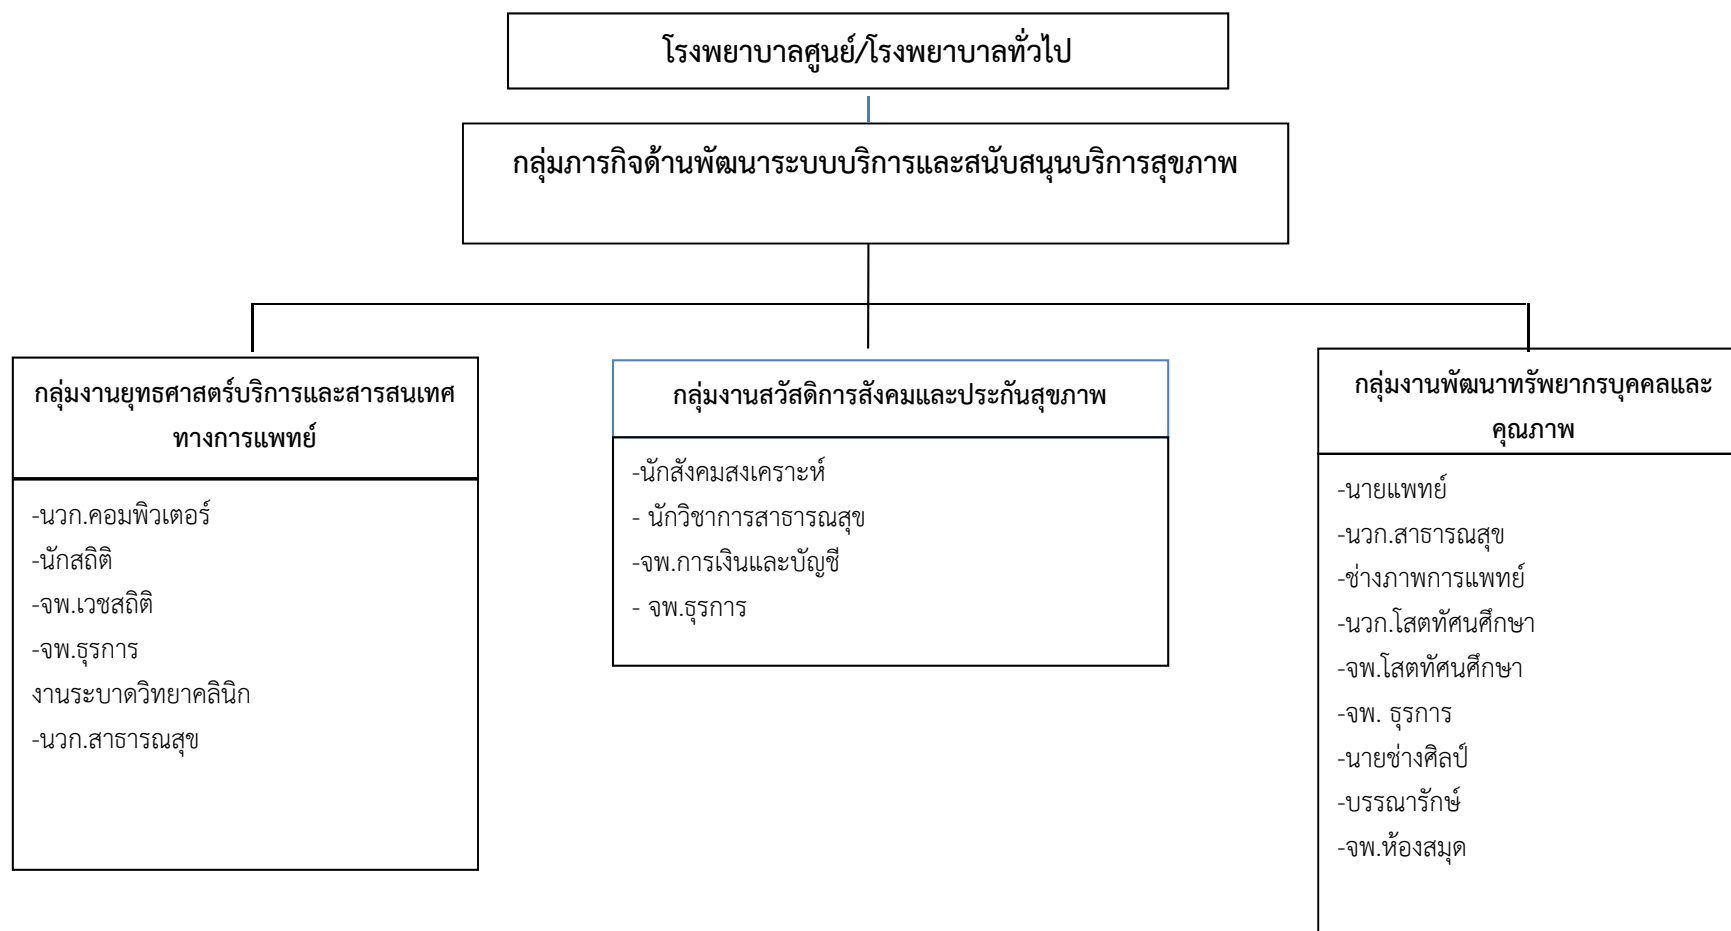 โรงพยาบาลศูนย์/โรงพยาบาลทั่วไป
กลุ่มภารกิจด้านพัฒนาระบบบริการและสนับสนุนบริการสุขภาพ
กลุ่มงานยุทธศาสตร์บริการและสารสนเทศ
ทางการแพทย์
-นวก.คอมพิวเตอร์
-นักสถิติ
-จพ.เวชสถิติ
-จพ.ธุรการ
งานระบาดวิทยาคลินิก
-นวก.สาธารณสุข
กลุ่มงานสวัสดิการสังคมและประกันสุขภาพ
-นักสังคมสงเคราะห์
- นักวิชาการสาธารณสุข
-จพ.การเงินและบัญชี
- จพ.ธุรการ
กลุ่มงานพัฒนาทรัพยากรบุคคลและ
คุณภาพ
-นายแพทย์
-นวก.สาธารณสุข
-ช่างภาพการแพทย์
-นวก.โสตทัศนศึกษา
-จพ.โสตทัศนศึกษา
-จพ. ธุรการ
-นายช่างศิลป์
-บรรณารักษ์
-จพ.ห้องสมุด